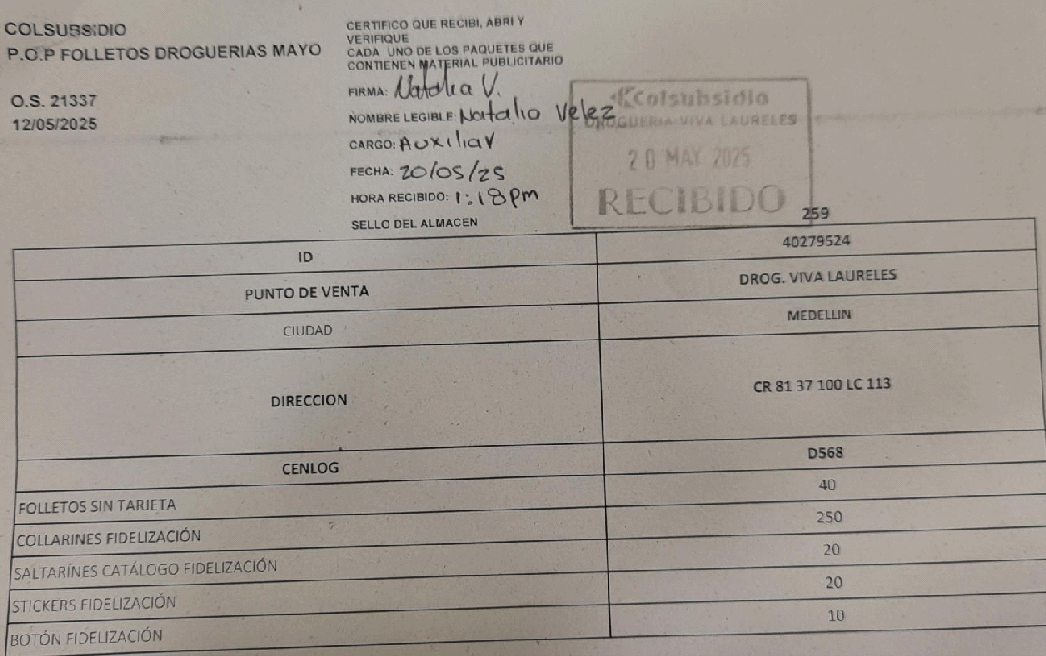 COLSUBSIDIO
P.O.P FOLLETOS DROGUERIAS MAYO
O.S. 21337
12/05/2025
CERTIFICO QUE RECIBI, ABRI Y
VERIFIQUE
CADA UNO DE LOS PAQUETES QUE
CONTIENEN MATERIAL PUBLICITARIO
FIRMA: Natalia V.
NOMBRE LEGIBLE Natalia Velez
CARGO: Auxiliar
FECHA: 20/05/25
HORA RECIBIDO: 1:18pm
SELLO DEL ALMACEN
Colsubsidio
DROGUERIA VIVA LAURELES
20 MAY 2025
RECIBIDO
259
ID 40279524
PUNTO DE VENTA DROG. VIVA LAURELES
CIUDAD MEDELLIN
DIRECCION CR 81 37 100 LC 113
CENLOG D568
FOLLETOS SIN TARJETA 40
COLLARINES FIDELIZACIÓN 250
SALTARÍNES CATÁLOGO FIDELIZACIÓN 20
STICKERS FIDELIZACIÓN 20
BOTÓN FIDELIZACIÓN 10